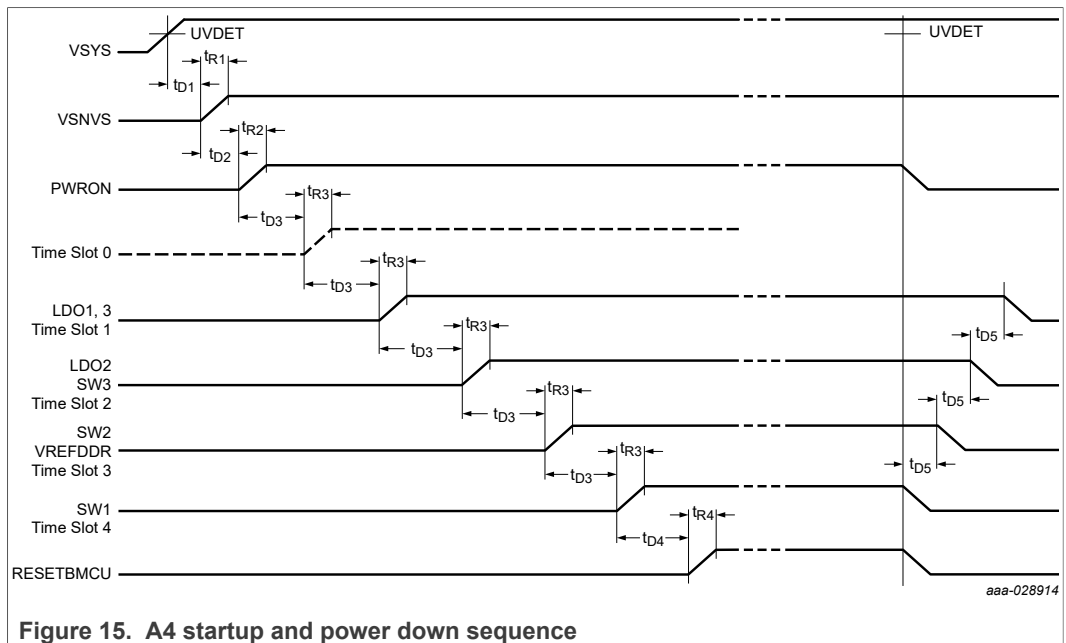 VSYS
UVDET
UVDET
tR1
tD1
VSNVS
tR2
tD2
PWRON
tR3
tD3
Time Slot 0
tR3
tD3
LDO1, 3
Time Slot 1
tR3
tD3
tD5
LDO2
SW3
Time Slot 2
tR3
tD3
tD5
SW2
VREFDDR
Time Slot 3
tR3
tD3
tD5
SW1
Time Slot 4
tR4
tD4
RESETBMCU
aaa-028914
Figure 15. A4 startup and power down sequence